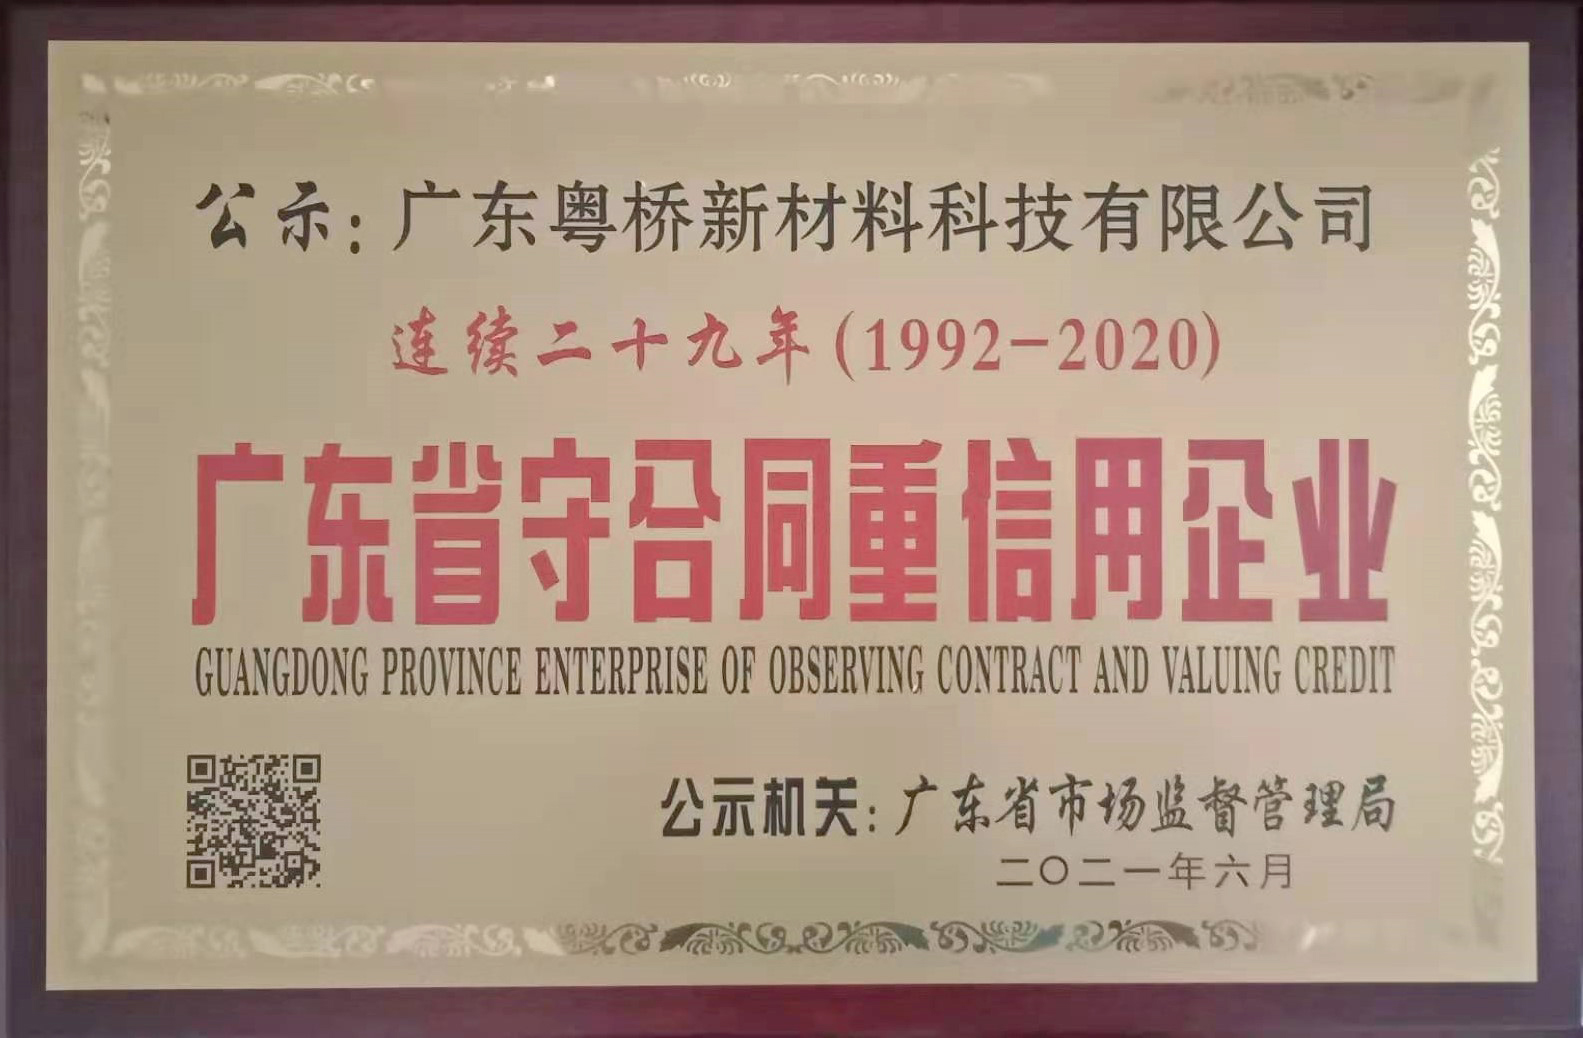 公示：广东粤桥新材料科技有限公司
连续二十九年(1992-2020)
广东省守合同重信用企业
GUANGDONG PROVINCE ENTERPRISE OF OBSERVING CONTRACT AND VALUING CREDIT
公示机关：广东省市场监督管理局
二〇二一年六月